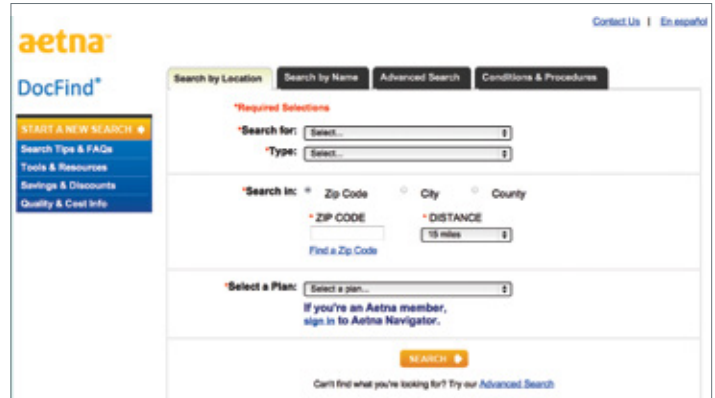 Contact Us | En español
aetna™
DocFind®
Search by Location Search by Name Advanced Search Conditions & Procedures
START A NEW SEARCH
Search Tips & FAQs
Tools & Resources
Savings & Discounts
Quality & Cost Info
*Required Selections
*Search for: Select...
*Type: Select...
*Search in: Zip Code City County
* ZIP CODE * DISTANCE
15 miles
Find a Zip Code
*Select a Plan: Select a plan...
If you're an Aetna member,
sign in to Aetna Navigator.
SEARCH
Can't find what you're looking for? Try our Advanced Search